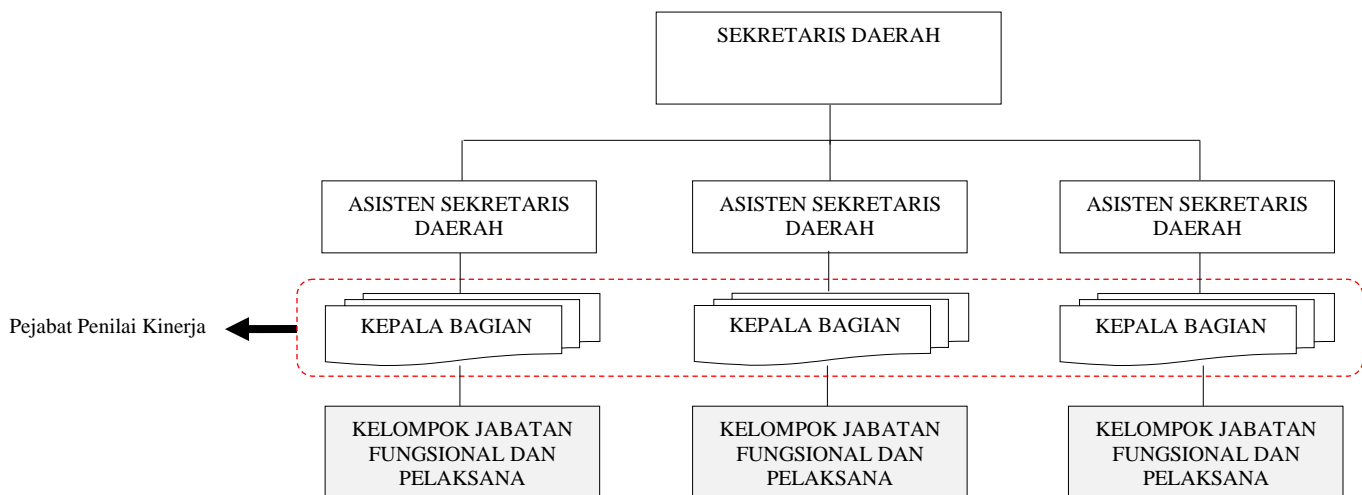 SEKRETARIS DAERAH
ASISTEN SEKRETARIS
DAERAH
ASISTEN SEKRETARIS
DAERAH
ASISTEN SEKRETARIS
DAERAH
Pejabat Penilai Kinerja
KEPALA BAGIAN
KEPALA BAGIAN
KEPALA BAGIAN
KELOMPOK JABATAN
FUNGSIONAL DAN
PELAKSANA
KELOMPOK JABATAN
FUNGSIONAL DAN
PELAKSANA
KELOMPOK JABATAN
FUNGSIONAL DAN
PELAKSANA